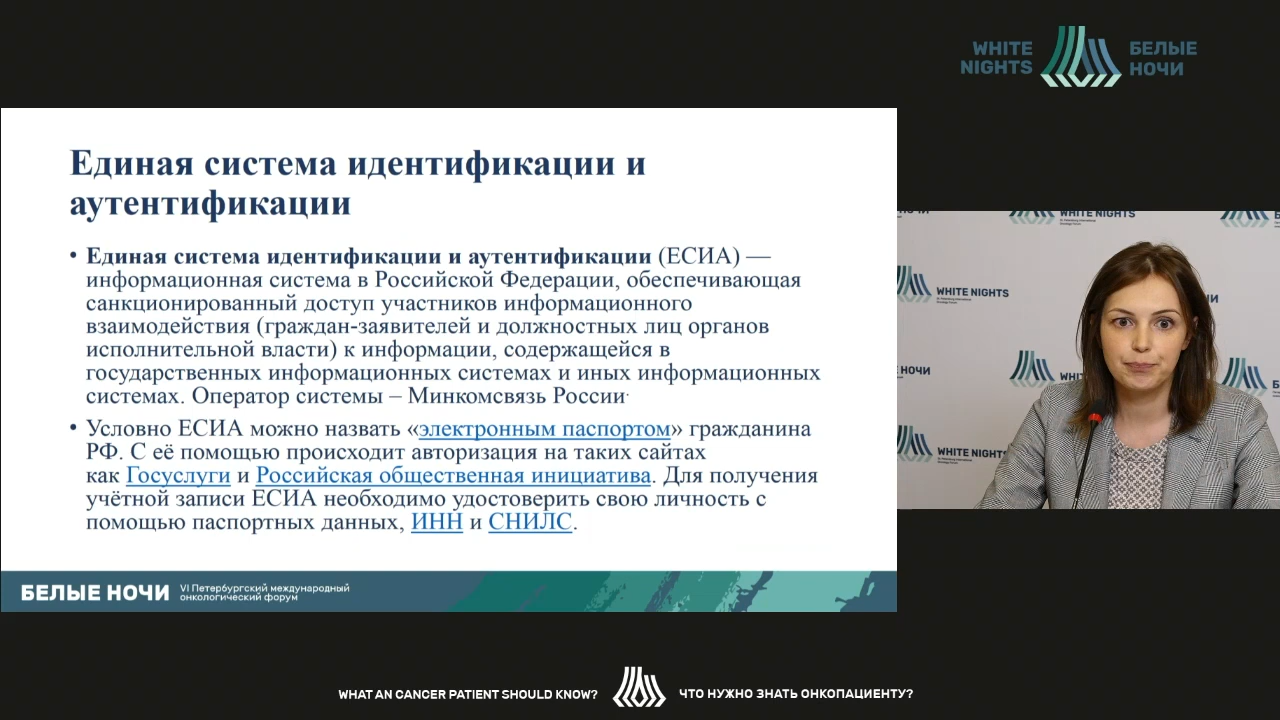 WHITE
NIGHTS
БЕЛЫЕ
НОЧИ
Единая система идентификации и
аутентификации
• Единая система идентификации и аутентификации (ЕСИА) —
информационная система в Российской Федерации, обеспечивающая
санкционированный доступ участников информационного
взаимодействия (граждан-заявителей и должностных лиц органов
исполнительной власти) к информации, содержащейся в
государственных информационных системах и иных информационных
системах. Оператор системы – Минкомсвязь России.
• Условно ЕСИА можно назвать «электронным паспортом» гражданина
РФ. С её помощью происходит авторизация на таких сайтах
как Госуслуги и Российская общественная инициатива. Для получения
учётной записи ЕСИА необходимо удостоверить свою личность с
помощью паспортных данных, ИНН и СНИЛС.
БЕЛЫЕ НОЧИ
VI Петербургский международный
онкологический форум
WHITE NIGHTS
WHITE NIGHTS
НОЧИ
WHITE NIGHTS
WHAT AN CANCER PATIENT SHOULD KNOW?
ЧТО НУЖНО ЗНАТЬ ОНКОПАЦИЕНТУ?